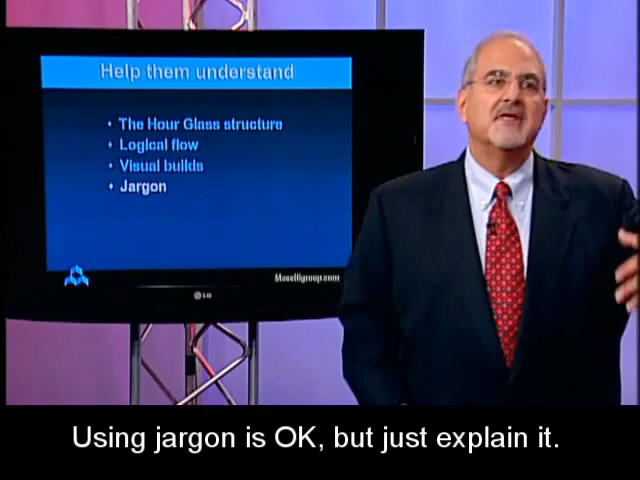 Help them understand
• The Hour Glass structure
• Logical flow
• Visual builds
• Jargon
Maselligroup.com
LG
Using jargon is OK, but just explain it.